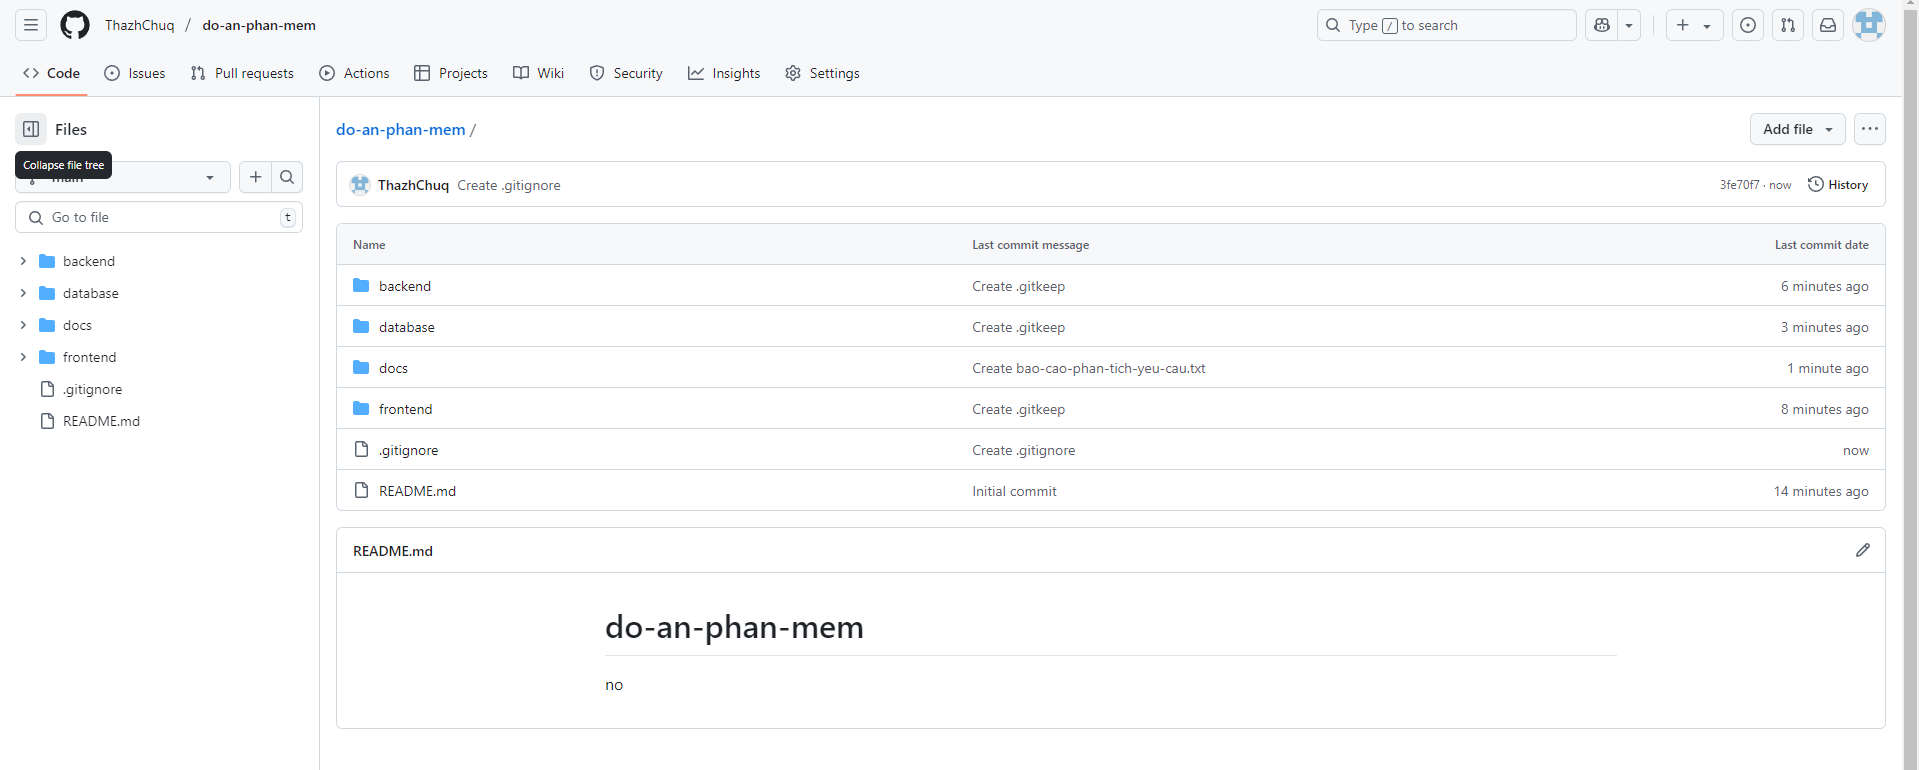 ThazhChuq / do-an-phan-mem
Type / to search
Code Issues Pull requests Actions Projects Wiki Security Insights Settings
Files
Collapse file tree
Go to file t
backend
database
docs
frontend
.gitignore
README.md
do-an-phan-mem /
Add file
ThazhChuq Create .gitignore 3fe70f7 · now History
Name Last commit message Last commit date
backend Create .gitkeep 6 minutes ago
database Create .gitkeep 3 minutes ago
docs Create bao-cao-phan-tich-yeu-cau.txt 1 minute ago
frontend Create .gitkeep 8 minutes ago
.gitignore Create .gitignore now
README.md Initial commit 14 minutes ago
README.md
do-an-phan-mem
no